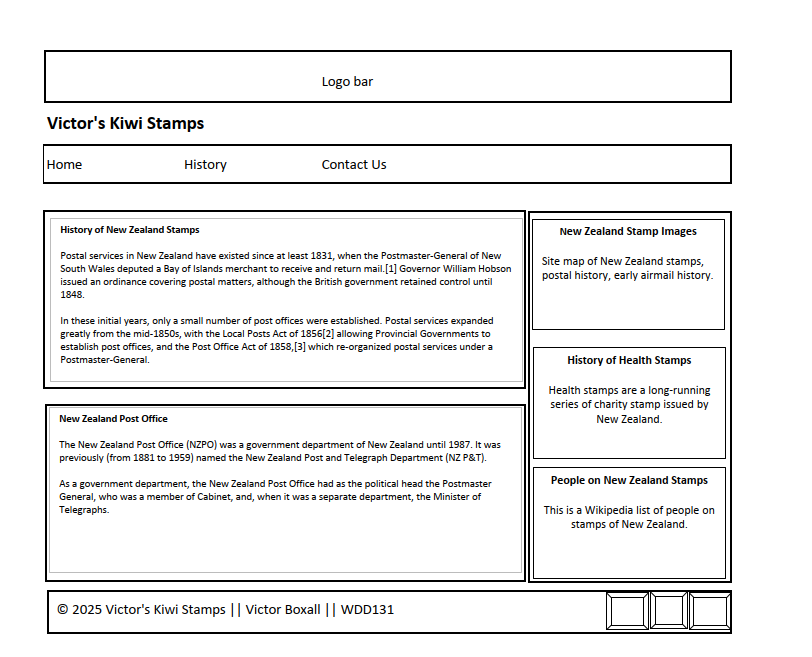 Logo bar
Victor's Kiwi Stamps
Home History Contact Us
History of New Zealand Stamps
Postal services in New Zealand have existed since at least 1831, when the Postmaster-General of New
South Wales deputed a Bay of Islands merchant to receive and return mail.[1] Governor William Hobson
issued an ordinance covering postal matters, although the British government retained control until
1848.
In these initial years, only a small number of post offices were established. Postal services expanded
greatly from the mid-1850s, with the Local Posts Act of 1856[2] allowing Provincial Governments to
establish post offices, and the Post Office Act of 1858,[3] which re-organized postal services under a
Postmaster-General.
New Zealand Post Office
The New Zealand Post Office (NZPO) was a government department of New Zealand until 1987. It was
previously (from 1881 to 1959) named the New Zealand Post and Telegraph Department (NZ P&T).
As a government department, the New Zealand Post Office had as the political head the Postmaster
General, who was a member of Cabinet, and, when it was a separate department, the Minister of
Telegraphs.
New Zealand Stamp Images
Site map of New Zealand stamps,
postal history, early airmail history.
History of Health Stamps
Health stamps are a long-running
series of charity stamp issued by
New Zealand.
People on New Zealand Stamps
This is a Wikipedia list of people on
stamps of New Zealand.
© 2025 Victor's Kiwi Stamps || Victor Boxall || WDD131